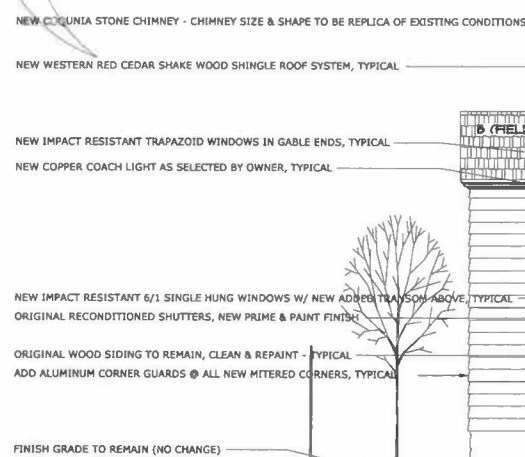 NEW COQUNIA STONE CHIMNEY - CHIMNEY SIZE & SHAPE TO BE REPLICA OF EXISTING CONDITIONS
NEW WESTERN RED CEDAR SHAKE WOOD SHINGLE ROOF SYSTEM, TYPICAL
B (FIEL
NEW IMPACT RESISTANT TRAPAZOID WINDOWS IN GABLE ENDS, TYPICAL
NEW COPPER COACH LIGHT AS SELECTED BY OWNER, TYPICAL
NEW IMPACT RESISTANT 6/1 SINGLE HUNG WINDOWS W/ NEW ADDED TRANSOM ABOVE, TYPICAL
ORIGINAL RECONDITIONED SHUTTERS, NEW PRIME & PAINT FINISH
ORIGINAL WOOD SIDING TO REMAIN, CLEAN & REPAINT - TYPICAL
ADD ALUMINUM CORNER GUARDS @ ALL NEW MITERED CORNERS, TYPICAL
FINISH GRADE TO REMAIN (NO CHANGE)